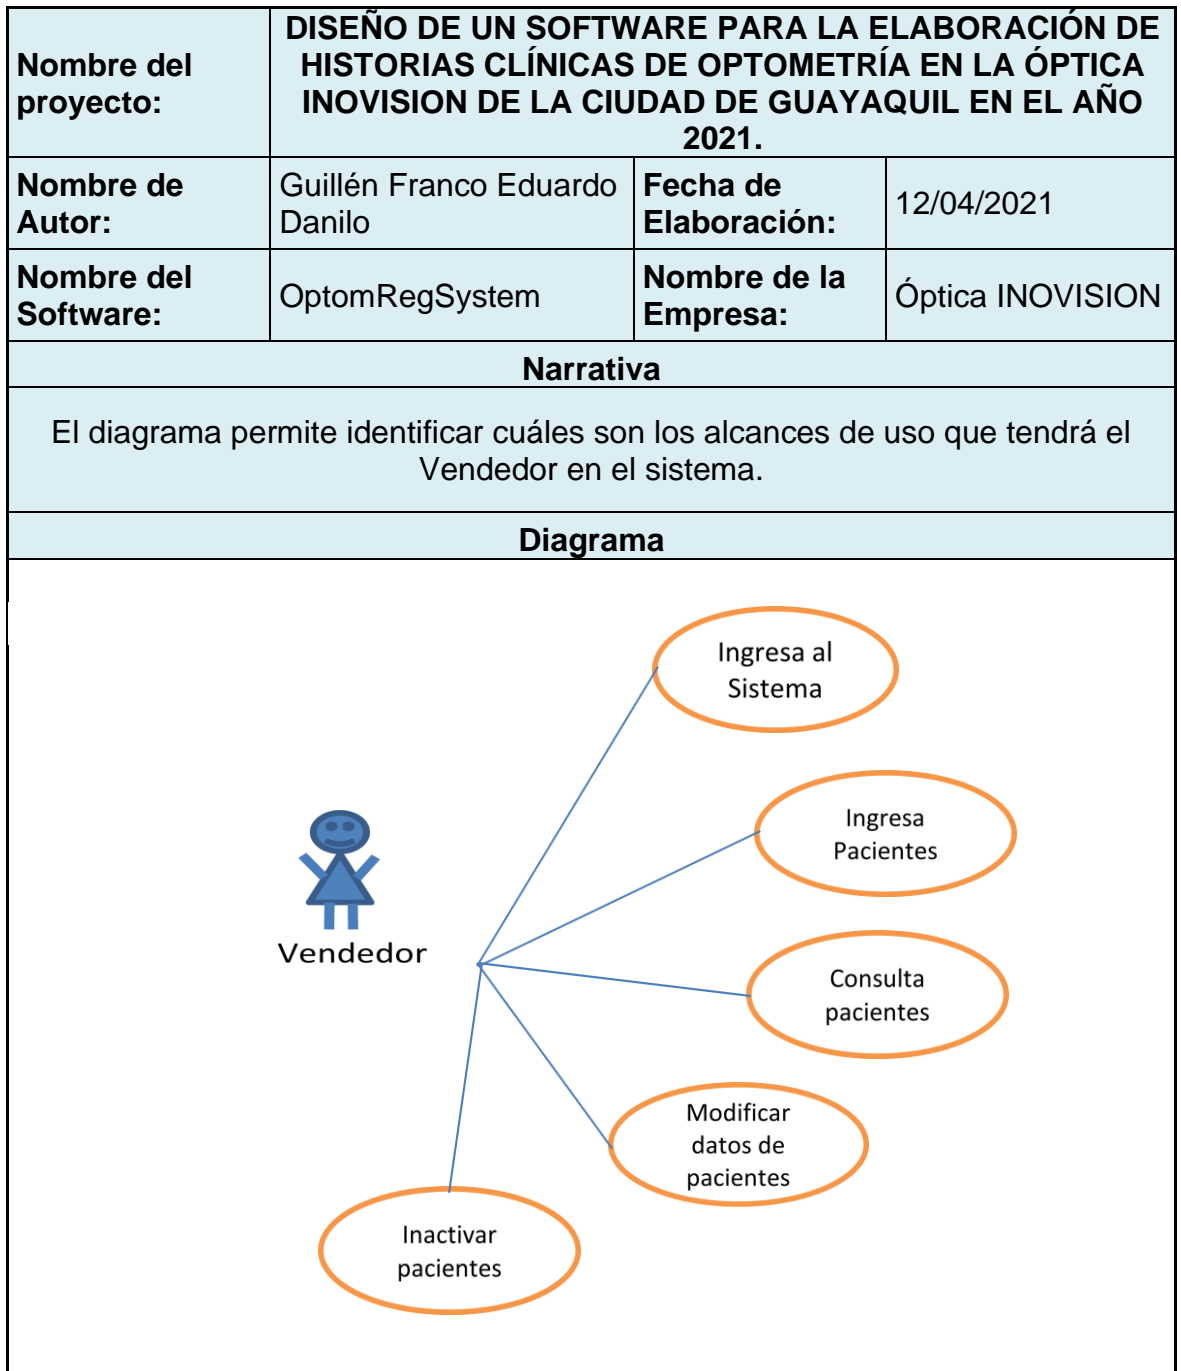 Nombre del
proyecto:
DISEÑO DE UN SOFTWARE PARA LA ELABORACIÓN DE
HISTORIAS CLÍNICAS DE OPTOMETRÍA EN LA ÓPTICA
INOVISION DE LA CIUDAD DE GUAYAQUIL EN EL AÑO
2021.
Nombre de
Autor:
Guillén Franco Eduardo
Danilo
Fecha de
Elaboración:
12/04/2021
Nombre del
Software:
OptomRegSystem
Nombre de la
Empresa:
Óptica INOVISION
Narrativa
El diagrama permite identificar cuáles son los alcances de uso que tendrá el
Vendedor en el sistema.
Diagrama
Ingresa al
Sistema
Ingresa
Pacientes
Vendedor
Consulta
pacientes
Modificar
datos de
pacientes
Inactivar
pacientes